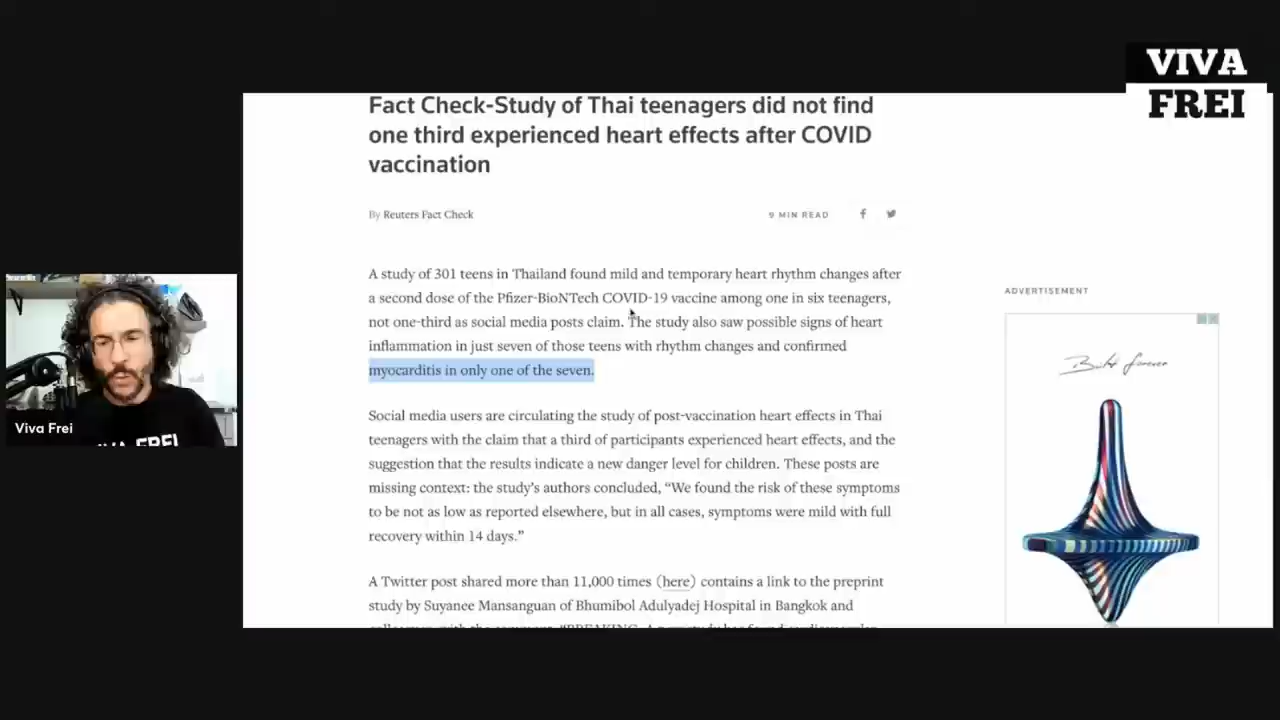 VIVA
FREI
Fact Check-Study of Thai teenagers did not find
one third experienced heart effects after COVID
vaccination
By Reuters Fact Check
9 MIN READ
A study of 301 teens in Thailand found mild and temporary heart rhythm changes after
a second dose of the Pfizer-BioNTech COVID-19 vaccine among one in six teenagers,
not one-third as social media posts claim. The study also saw possible signs of heart
inflammation in just seven of those teens with rhythm changes and confirmed
myocarditis in only one of the seven.
Social media users are circulating the study of post-vaccination heart effects in Thai
teenagers with the claim that a third of participants experienced heart effects, and the
suggestion that the results indicate a new danger level for children. These posts are
missing context: the study's authors concluded, “We found the risk of these symptoms
to be not as low as reported elsewhere, but in all cases, symptoms were mild with full
recovery within 14 days.”
A Twitter post shared more than 11,000 times (here) contains a link to the preprint
study by Suyanee Mansanguan of Bhumibol Adulyadej Hospital in Bangkok and
ADVERTISEMENT
forever
Viva Frei
VIVA FREI